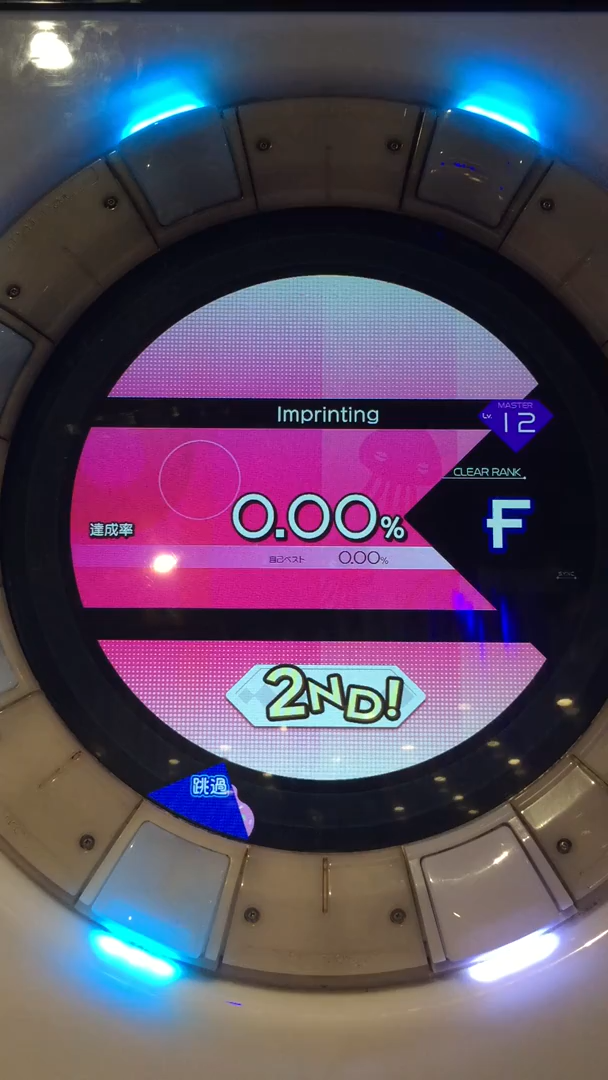 Imprinting
MASTER
Lv. 12
CLEAR RANK
達成率
0.00%
F
自己ベスト 0.00%
SYNC
2ND!
跳過